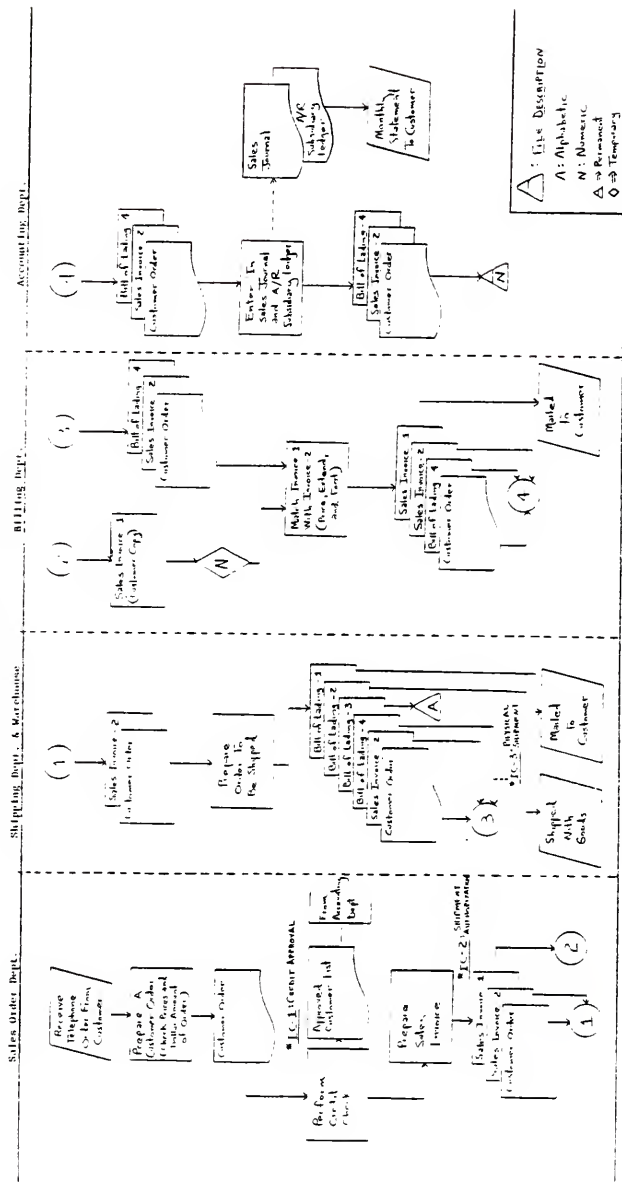 Sales Order Dept.
Receive
Telephone
Order From
Customer
Prepare A
Customer Order
(Check Prices and
Dollar Amount
of Order)
Customer Order
Perform
Credit
Check
* IC-1: CREDIT APPROVAL
Approved
Customer List
From
Accounting
Dept
Prepare
Sales
Invoice
* IC-2: SHIPMENT
AUTHORIZATION
Sales Invoice 1
Sales Invoice 2
Customer Order
(1)
(2)
Shipping Dept. & Warehouse
(1)
Sales Invoice - 2
Customer Order
Prepare
Order To
Be Shipped
Bill of Lading - 1
Bill of Lading - 2
Bill of Lading - 3
Bill of Lading - 4
Sales Invoice 2
Customer Order
A
(3)
* IC-3: PHYSICAL
SHIPMENT
Shipped
With
Goods
Mailed
To
Customer
Billing Dept.
(2)
Sales Invoice 1
(Customer Copy)
N
(3)
Bill of Lading - 4
Sales Invoice - 2
Customer Order
Match Invoice 1
With Invoice 2
(Price, Extend,
and Foot)
Sales Invoice 1
Sales Invoice - 2
Bill of Lading 4
Customer Order
(4)
Mailed
To
Customer
Accounting Dept.
(4)
Bill of Lading 4
Sales Invoice - 2
Customer Order
Enter In
Sales Journal
and A/R
Subsidiary Ledger
Sales
Journal
A/R
Subsidiary
Ledger
Monthly
Statement
To Customer
Bill of Lading - 4
Sales Invoice - 2
Customer Order
N
A : FILE DESCRIPTION
A : Alphabetic
N : Numeric
△ ⇒ Permanent
◇ ⇒ Temporary